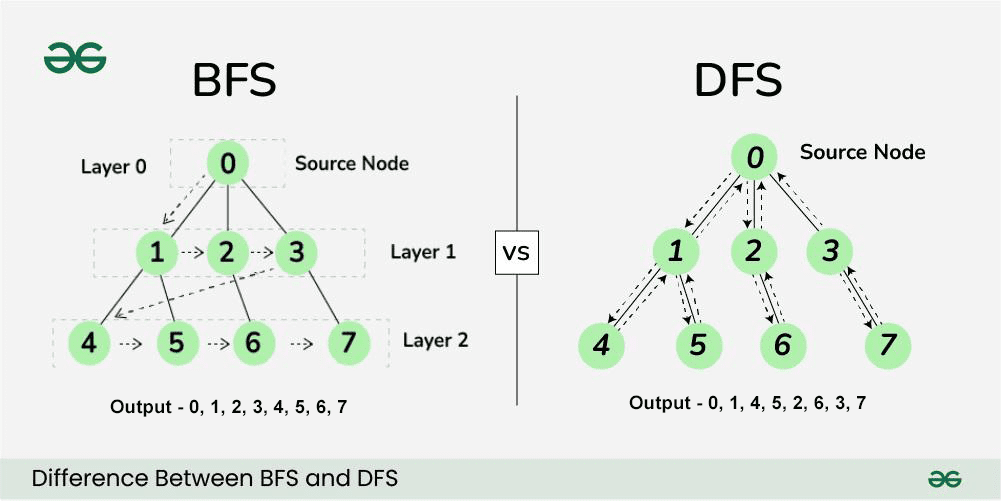 BFS
Layer 0
0
Source Node
1
2
3
Layer 1
4
5
6
7
Layer 2
Output - 0, 1, 2, 3, 4, 5, 6, 7
VS
DFS
0
Source Node
1
2
3
4
5
6
7
Output - 0, 1, 4, 5, 2, 6, 3, 7
Difference Between BFS and DFS